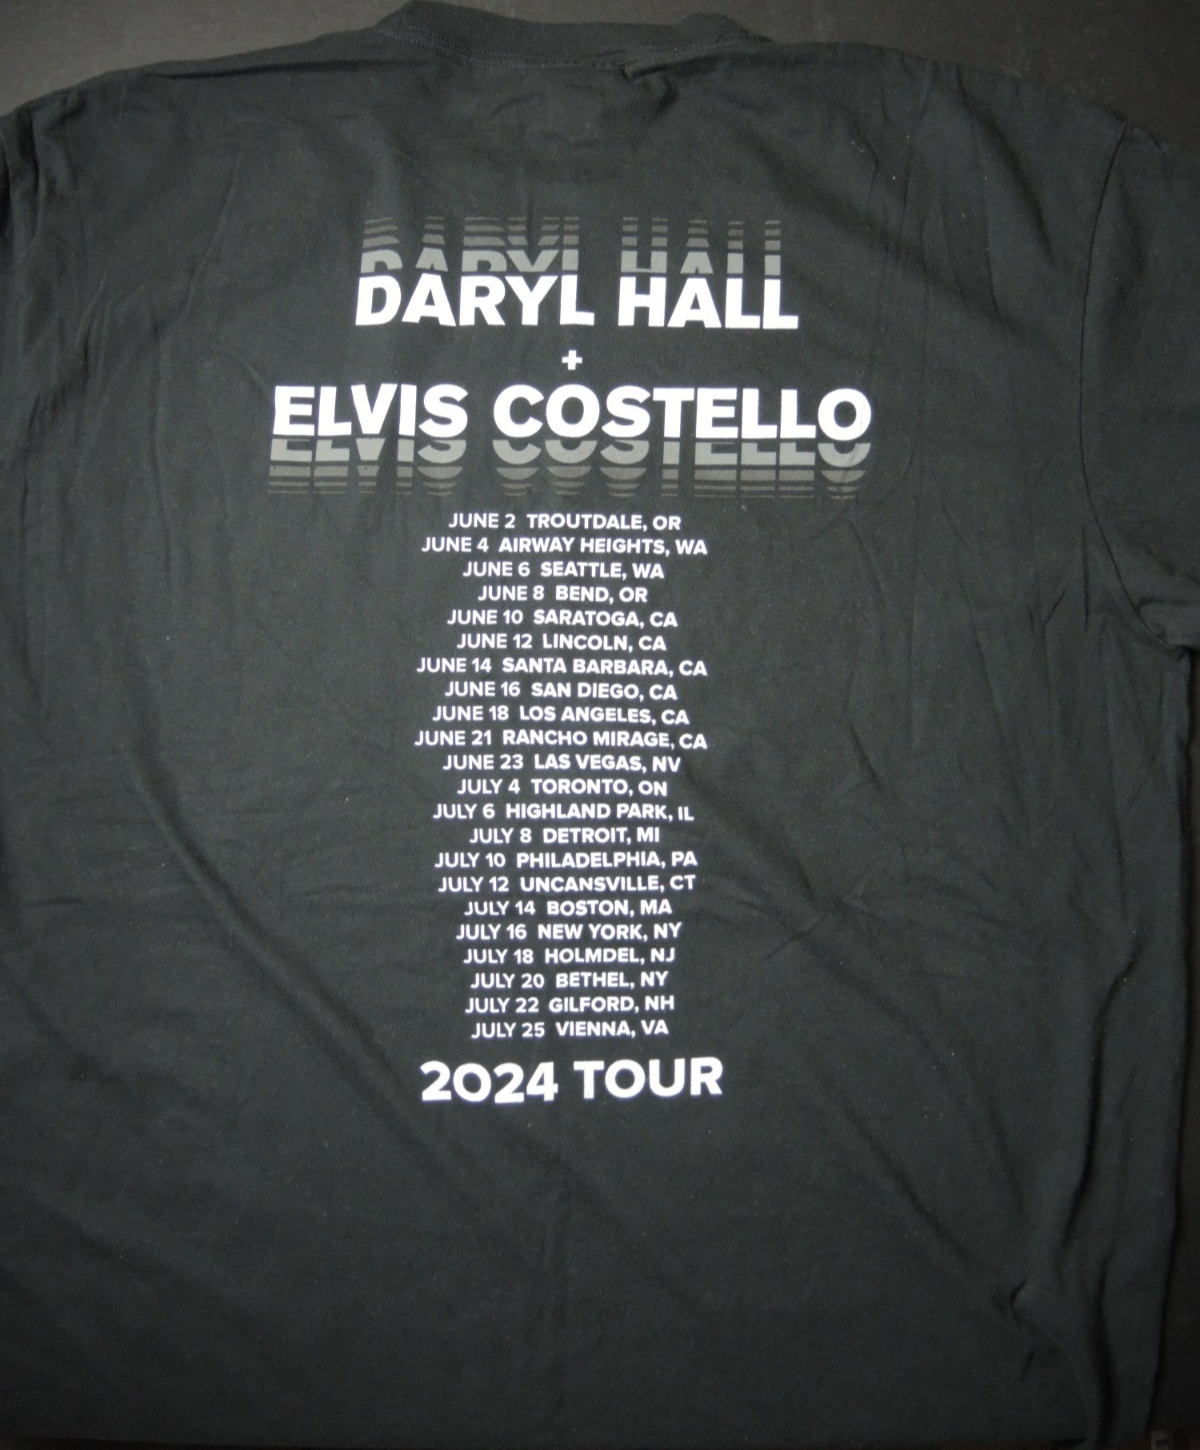 DARYL HALL
+
ELVIS COSTELLO
JUNE 2 TROUTDALE, OR
JUNE 4 AIRWAY HEIGHTS, WA
JUNE 6 SEATTLE, WA
JUNE 8 BEND, OR
JUNE 10 SARATOGA, CA
JUNE 12 LINCOLN, CA
JUNE 14 SANTA BARBARA, CA
JUNE 16 SAN DIEGO, CA
JUNE 18 LOS ANGELES, CA
JUNE 21 RANCHO MIRAGE, CA
JUNE 23 LAS VEGAS, NV
JULY 4 TORONTO, ON
JULY 6 HIGHLAND PARK, IL
JULY 8 DETROIT, MI
JULY 10 PHILADELPHIA, PA
JULY 12 UNCANSVILLE, CT
JULY 14 BOSTON, MA
JULY 16 NEW YORK, NY
JULY 18 HOLMDEL, NJ
JULY 20 BETHEL, NY
JULY 22 GILFORD, NH
JULY 25 VIENNA, VA
2024 TOUR